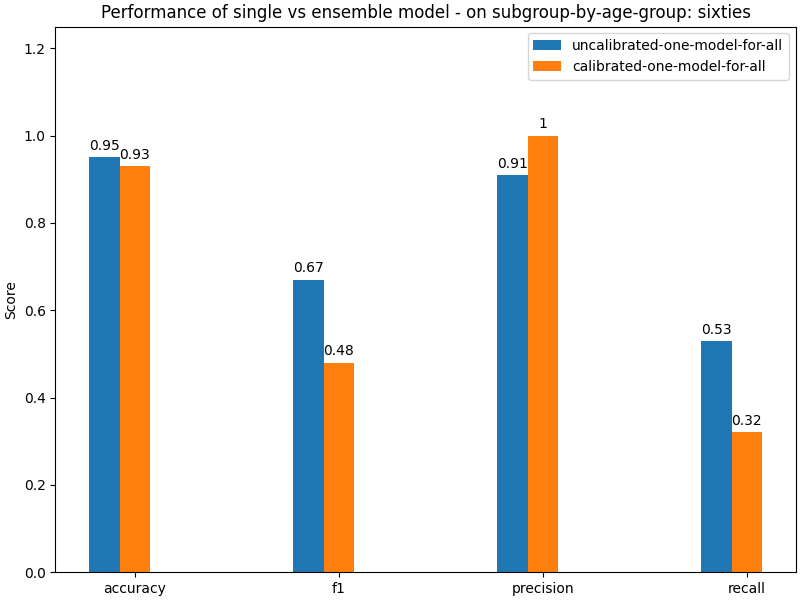 Performance of single vs ensemble model - on subgroup-by-age-group: sixties
uncalibrated-one-model-for-all
calibrated-one-model-for-all
Score
1.2
1.0
0.8
0.6
0.4
0.2
0.0
0.95
0.93
0.67
0.48
0.91
1
0.53
0.32
accuracy
f1
precision
recall